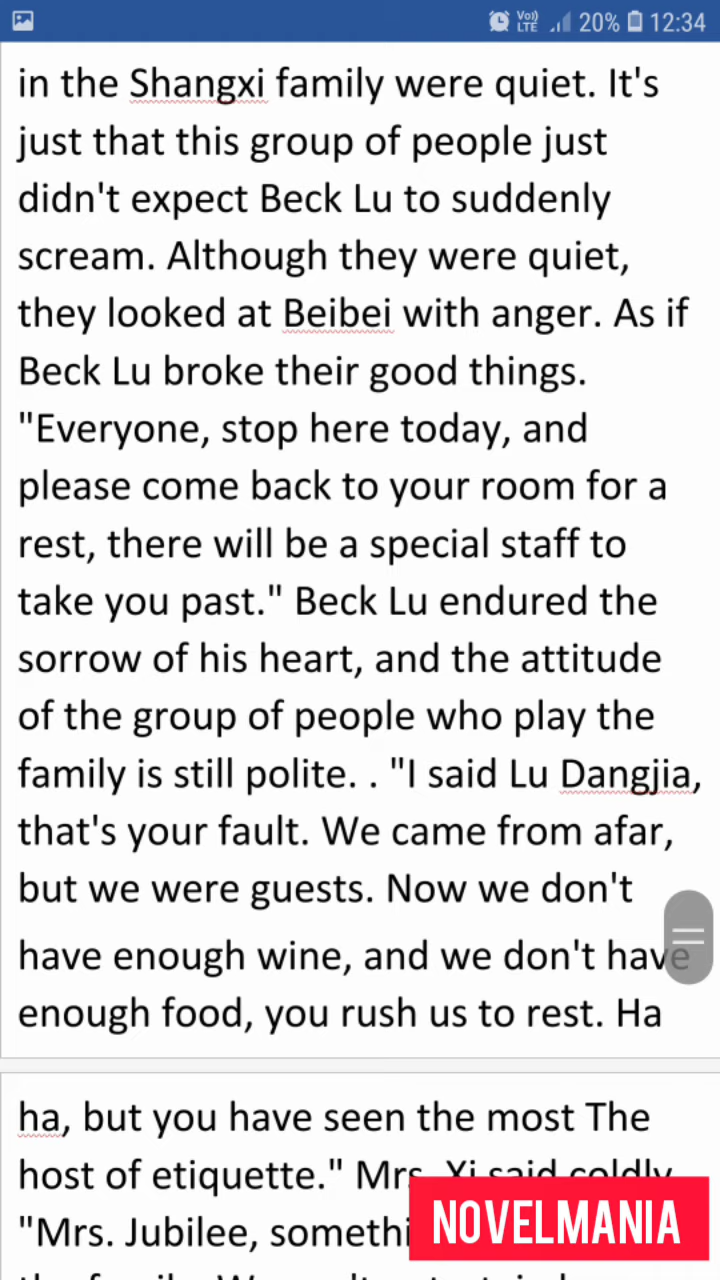 Voi) LTE 20% 12:34
in the Shangxi family were quiet. It's
just that this group of people just
didn't expect Beck Lu to suddenly
scream. Although they were quiet,
they looked at Beibei with anger. As if
Beck Lu broke their good things.
"Everyone, stop here today, and
please come back to your room for a
rest, there will be a special staff to
take you past." Beck Lu endured the
sorrow of his heart, and the attitude
of the group of people who play the
family is still polite. . "I said Lu Dangjia,
that's your fault. We came from afar,
but we were guests. Now we don't
have enough wine, and we don't have
enough food, you rush us to rest. Ha
ha, but you have seen the most The
host of etiquette." Mrs. Xi said coldly.
"Mrs. Jubilee, somethi
NOVELMANIA